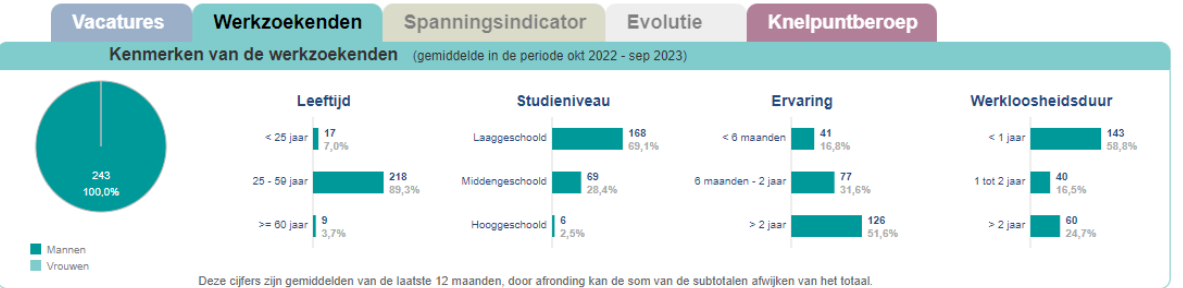 Vacatures Werkzoekenden Spanningsindicator Evolutie Knelpuntberoep
Kenmerken van de werkzoekenden (gemiddelde in de periode okt 2022 - sep 2023)
243
100,0%
Mannen
Vrouwen
Leeftijd
< 25 jaar 17
7,0%
25 - 59 jaar 218
89,3%
>= 60 jaar 9
3,7%
Studieniveau
Laaggeschoold 168
69,1%
Middengeschoold 69
28,4%
Hooggeschoold 6
2,5%
Ervaring
< 6 maanden 41
16,8%
6 maanden - 2 jaar 77
31,6%
> 2 jaar 126
51,6%
Werkloosheidsduur
< 1 jaar 143
58,8%
1 tot 2 jaar 40
16,5%
> 2 jaar 60
24,7%
Deze cijfers zijn gemiddelden van de laatste 12 maanden, door afronding kan de som van de subtotalen afwijken van het totaal.